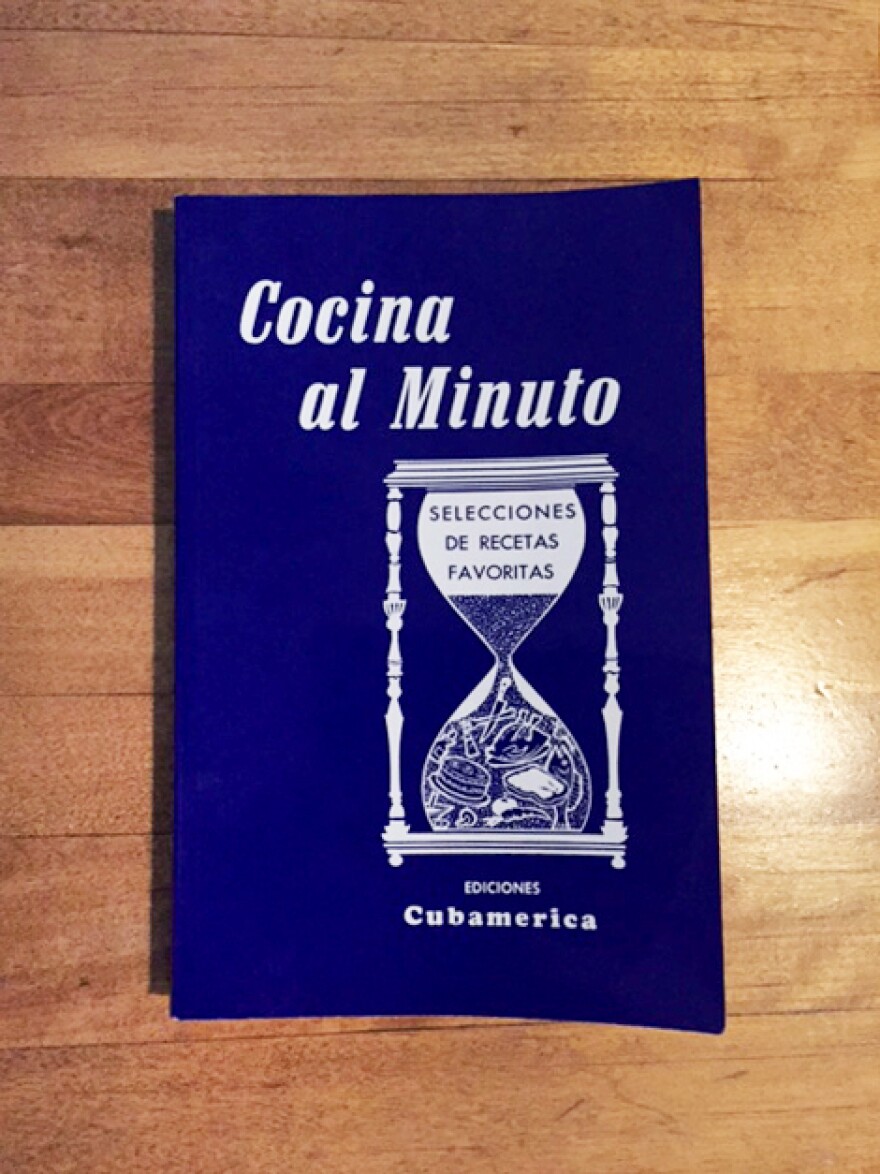 Cocina
al Minuto
SELECCIONES
DE RECETAS
FAVORITAS
EDICIONES
Cubamerica